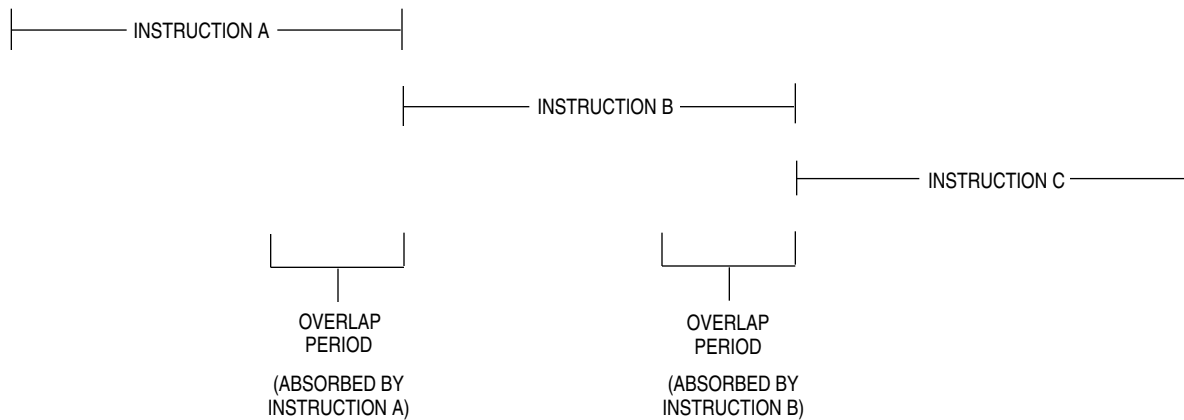 INSTRUCTION A
INSTRUCTION B
INSTRUCTION C
OVERLAP
PERIOD
(ABSORBED BY
INSTRUCTION A)
OVERLAP
PERIOD
(ABSORBED BY
INSTRUCTION B)